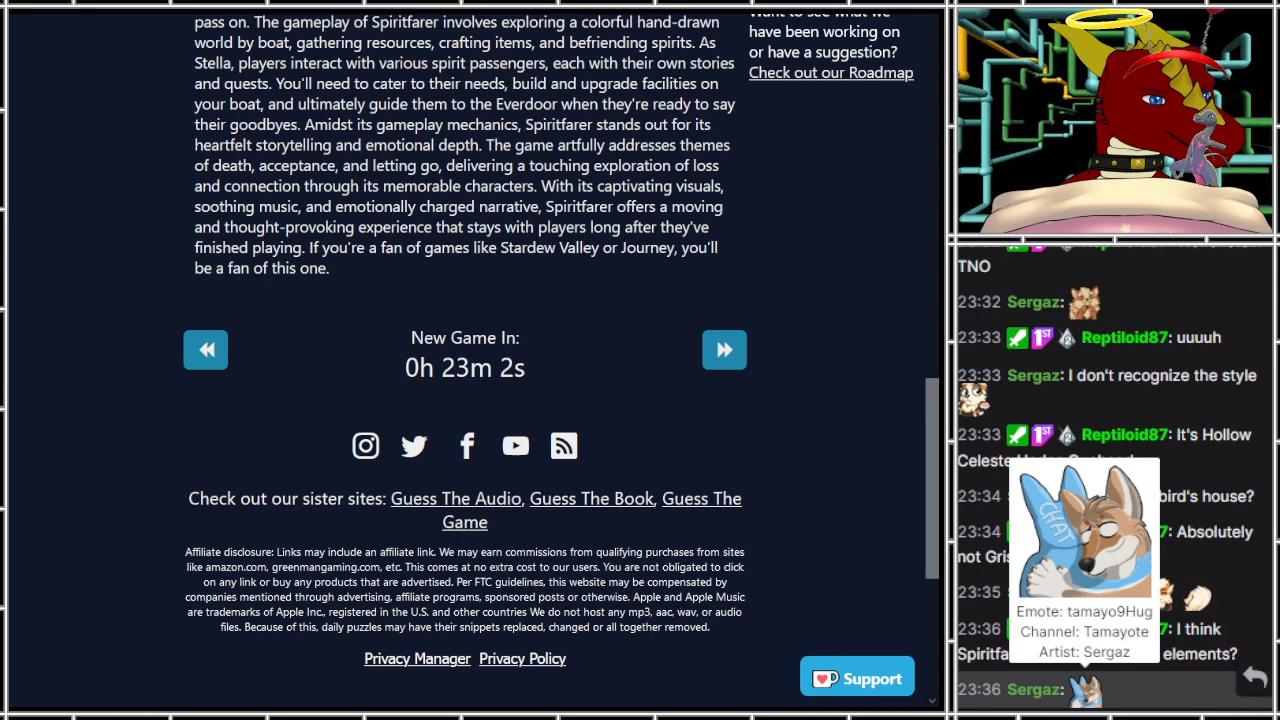 pass on. The gameplay of Spiritfarer involves exploring a colorful hand-drawn
world by boat, gathering resources, crafting items, and befriending spirits. As
Stella, players interact with various spirit passengers, each with their own stories
and quests. You'll need to cater to their needs, build and upgrade facilities on
your boat, and ultimately guide them to the Everdoor when they're ready to say
their goodbyes. Amidst its gameplay mechanics, Spiritfarer stands out for its
heartfelt storytelling and emotional depth. The game artfully addresses themes
of death, acceptance, and letting go, delivering a touching exploration of loss
and connection through its memorable characters. With its captivating visuals,
soothing music, and emotionally charged narrative, Spiritfarer offers a moving
and thought-provoking experience that stays with players long after they've
finished playing. If you're a fan of games like Stardew Valley or Journey, you'll
be a fan of this one.
Want to see what we
have been working on
or have a suggestion?
Check out our Roadmap
New Game In:
0h 23m 2s
Check out our sister sites: Guess The Audio, Guess The Book, Guess The
Game
Affiliate disclosure: Links may include an affiliate link. We may earn commissions from qualifying purchases from sites
like amazon.com, greenmangaming.com, etc. This comes at no extra cost to our users. You are not obligated to click
on any link or buy any products that are advertised. Per FTC guidelines, this website may be compensated by
companies mentioned through advertising, affiliate programs, sponsored posts or otherwise. Apple and Apple Music
are trademarks of Apple Inc., registered in the U.S. and other countries We do not host any mp3, aac, wav, or audio
files. Because of this, daily puzzles may have their snippets replaced, changed or all together removed.
Privacy Manager Privacy Policy
Support
TNO
23:32 Sergaz:
23:33 1ST 2 Reptiloid87: uuuuh
23:33 Sergaz: I don't recognize the style
23:33 1ST 2 Reptiloid87: It's Hollow
Celeste
23:34 bird's house?
23:34 7: Absolutely
not Gris
23:35
23:36 7: I think
Spiritfa elements?
23:36 Sergaz:
CHAT
Emote: tamayo9Hug
Channel: Tamayote
Artist: Sergaz